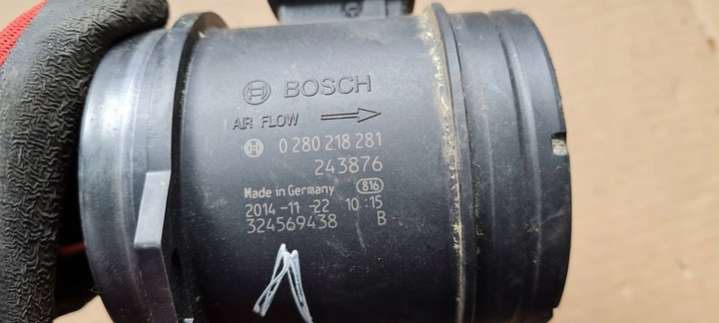 BOSCH
AIR FLOW
0 280 218 281
243876
Made in Germany 816
2014-11-22 10:15
324569438 B